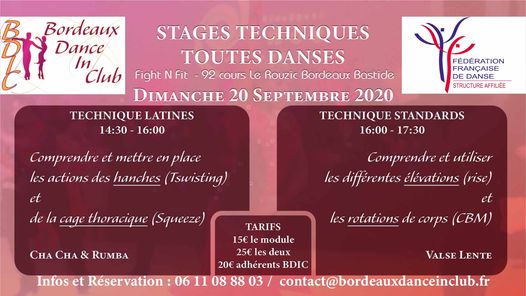 BDIC
Bordeaux
Dance In
Club
STAGES TECHNIQUES
TOUTES DANSES
Fight N Fit - 92 cours Le Rouzic Bordeaux Bastide
DIMANCHE 20 SEPTEMBRE 2020
FÉDÉRATION
FRANÇAISE
DE DANSE
STRUCTURE AFFILIÉE
TECHNIQUE LATINES
14:30 - 16:00
Comprendre et mettre en place
les actions des hanches (Tswisting)
et
de la cage thoracique (Squeeze)
CHA CHA & RUMBA
TECHNIQUE STANDARDS
16:00 - 17:30
Comprendre et utiliser
les différentes élévations (rise)
et
les rotations de corps (CBM)
VALSE LENTE
TARIFS
15€ le module
25€ les deux
20€ adhérents BDIC
Infos et Réservation : 06 11 08 88 03 / contact@bordeauxdanceinclub.fr